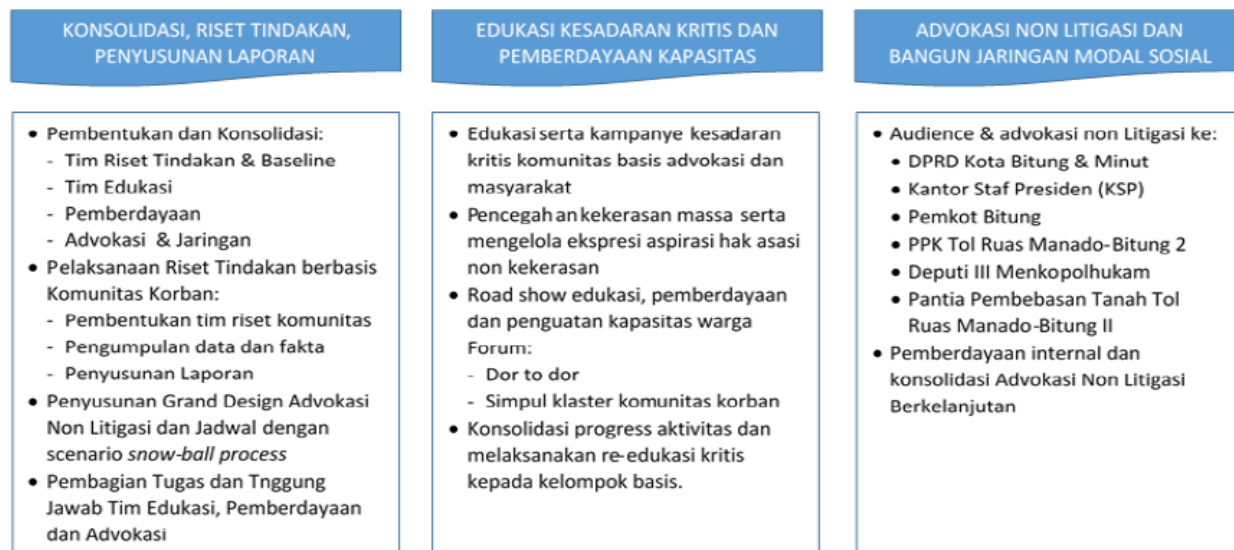 KONSOLIDASI, RISET TINDAKAN,
PENYUSUNAN LAPORAN
• Pembentukan dan Konsolidasi:
- Tim Riset Tindakan & Baseline
- Tim Edukasi
- Pemberdayaan
- Advokasi & Jaringan
• Pelaksanaan Riset Tindakan berbasis
Komunitas Korban:
- Pembentukan tim riset komunitas
- Pengumpulan data dan fakta
- Penyusunan Laporan
• Penyusunan Grand Design Advokasi
Non Litigasi dan Jadwal dengan
scenario snow-ball process
• Pembagian Tugas dan Tnggung
Jawab Tim Edukasi, Pemberdayaan
dan Advokasi
EDUKASI KESADARAN KRITIS DAN
PEMBERDAYAAN KAPASITAS
• Edukasi serta kampanye kesadaran
kritis komunitas basis advokasi dan
masyarakat
• Pencegahan kekerasan massa serta
mengelola ekspresi aspirasi hak asasi
non kekerasan
• Road show edukasi, pemberdayaan
dan penguatan kapasitas warga
Forum:
- Dor to dor
- Simpul klaster komunitas korban
• Konsolidasi progress aktivitas dan
melaksanakan re-edukasi kritis
kepada kelompok basis.
ADVOKASI NON LITIGASI DAN
BANGUN JARINGAN MODAL SOSIAL
• Audience & advokasi non Litigasi ke:
• DPRD Kota Bitung & Minut
• Kantor Staf Presiden (KSP)
• Pemkot Bitung
• PPK Tol Ruas Manado-Bitung 2
• Deputi III Menkopolhukam
• Pantia Pembebasan Tanah Tol
Ruas Manado-Bitung II
• Pemberdayaan internal dan
konsolidasi Advokasi Non Litigasi
Berkelanjutan